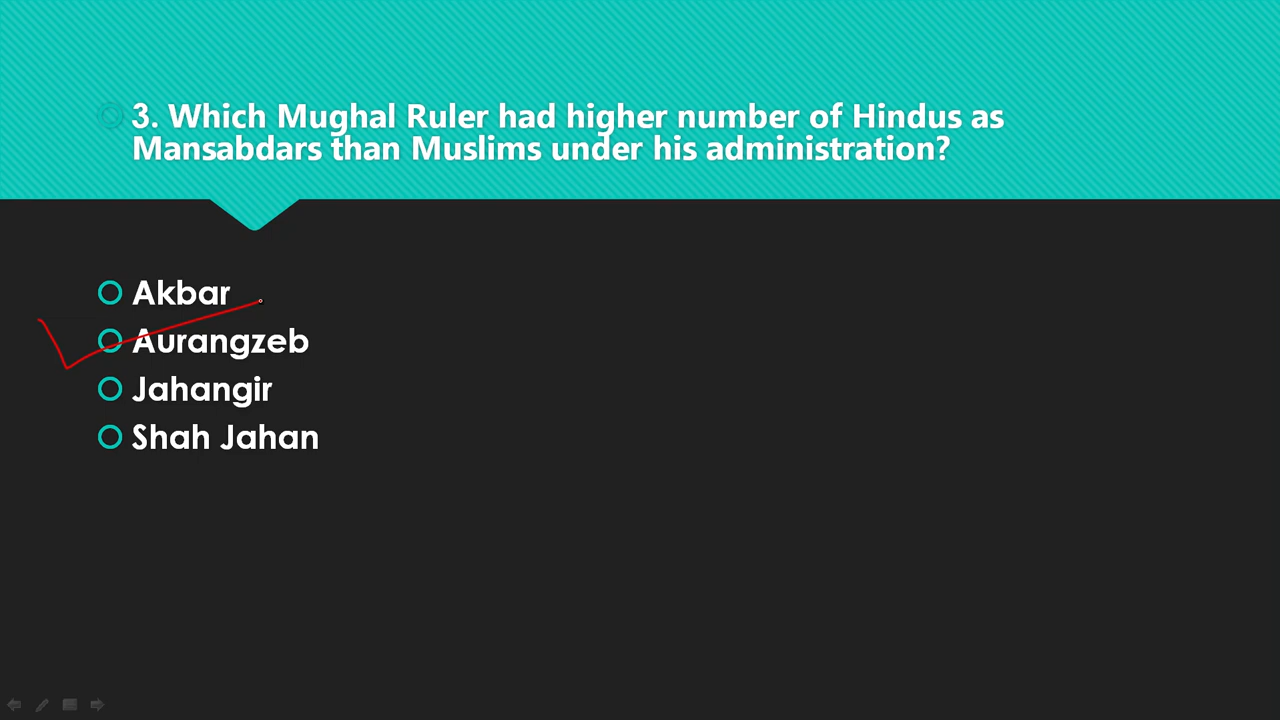 3. Which Mughal Ruler had higher number of Hindus as
Mansabdars than Muslims under his administration?
Akbar
Aurangzeb
Jahangir
Shah Jahan